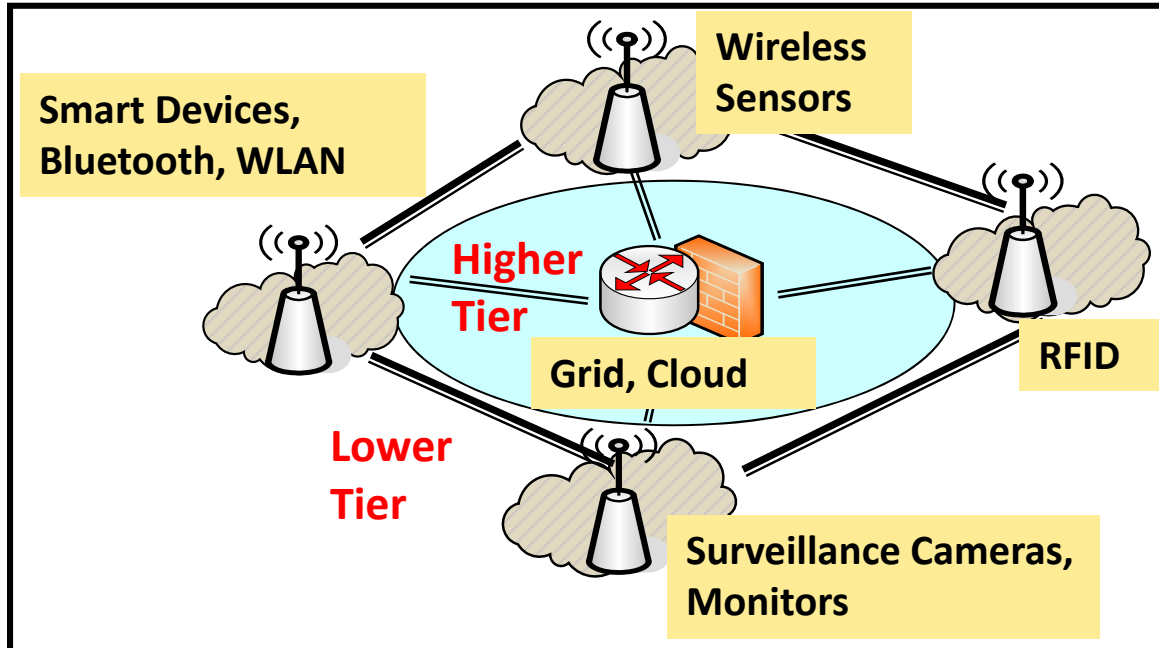 Wireless
Sensors
Smart Devices,
Bluetooth, WLAN
Higher
Tier
Grid, Cloud
RFID
Lower
Tier
Surveillance Cameras,
Monitors